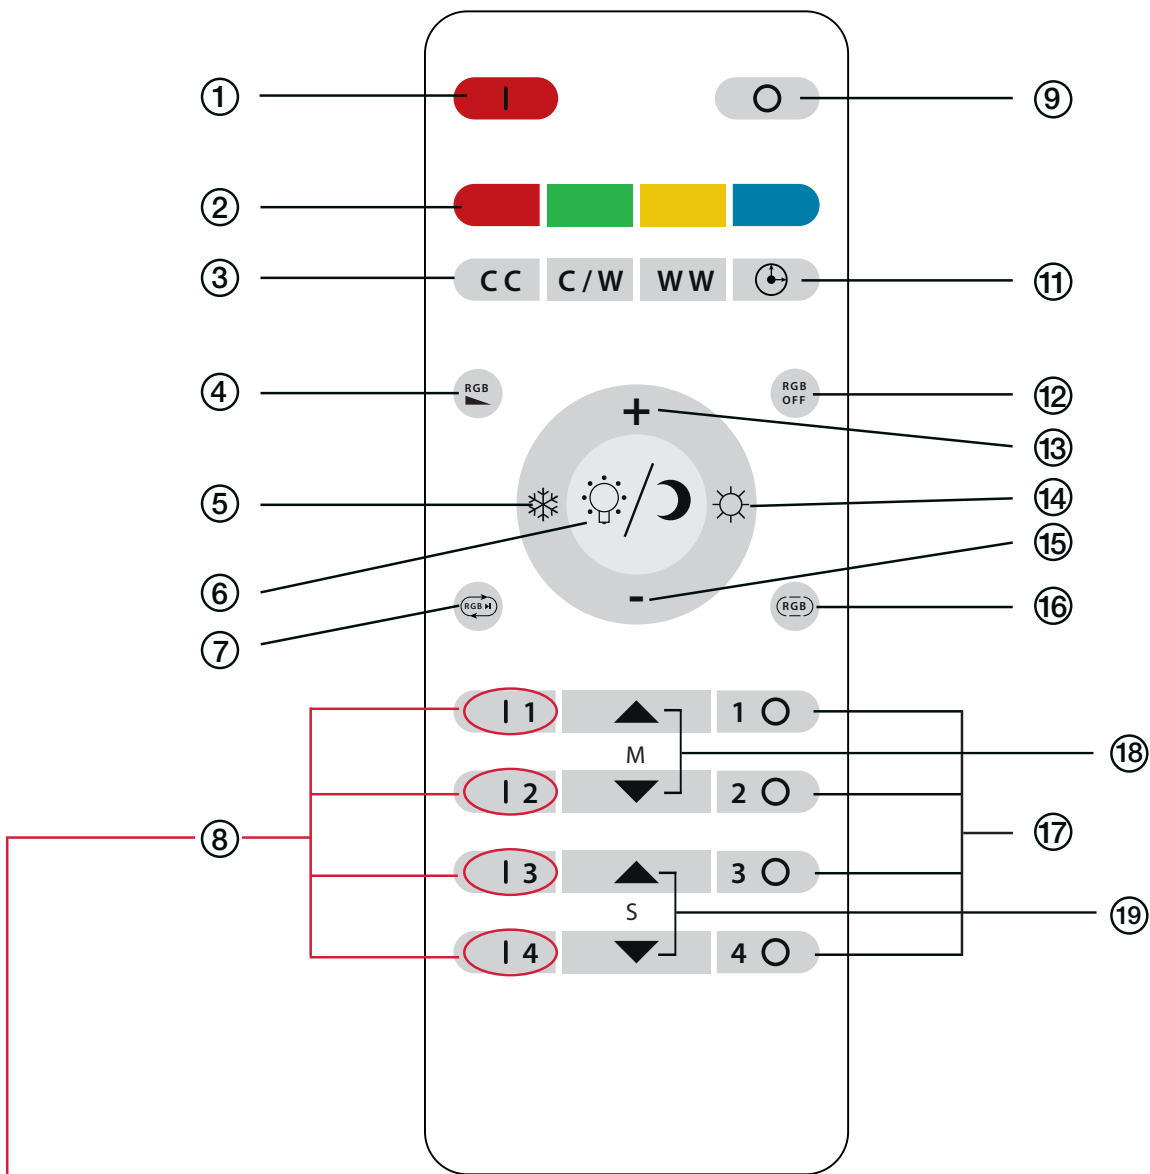 ① I O ⑨
②
③ CC C/W WW ⑪
④ RGB RGB OFF ⑫
+ ⑬
⑤ ⑭
/
⑮
⑥ -
RGB RGB ⑯
⑦
I 1 1 O
M ⑱
I 2 2 O
⑧ ⑰
I 3 3 O
S ⑲
I 4 4 O